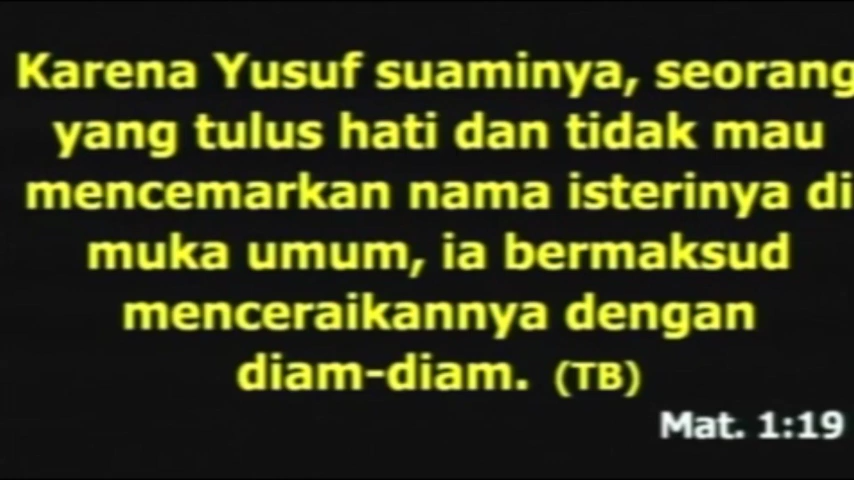 Karena Yusuf suaminya, seorang
yang tulus hati dan tidak mau
mencemarkan nama isterinya di
muka umum, ia bermaksud
menceraikannya dengan
diam-diam. (TB)
Mat. 1:19